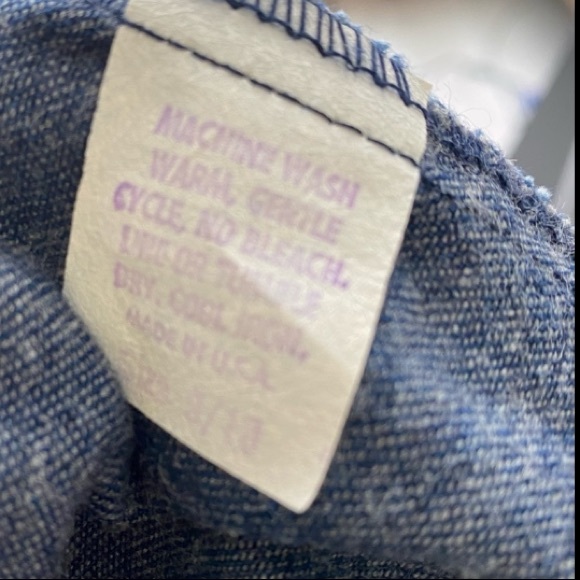 MACHINE WASH
WARM, GENTLE
CYCLE, NO BLEACH.
LINE OR TUMBLE
DRY, COOL IRON.
MADE IN U.S.A.